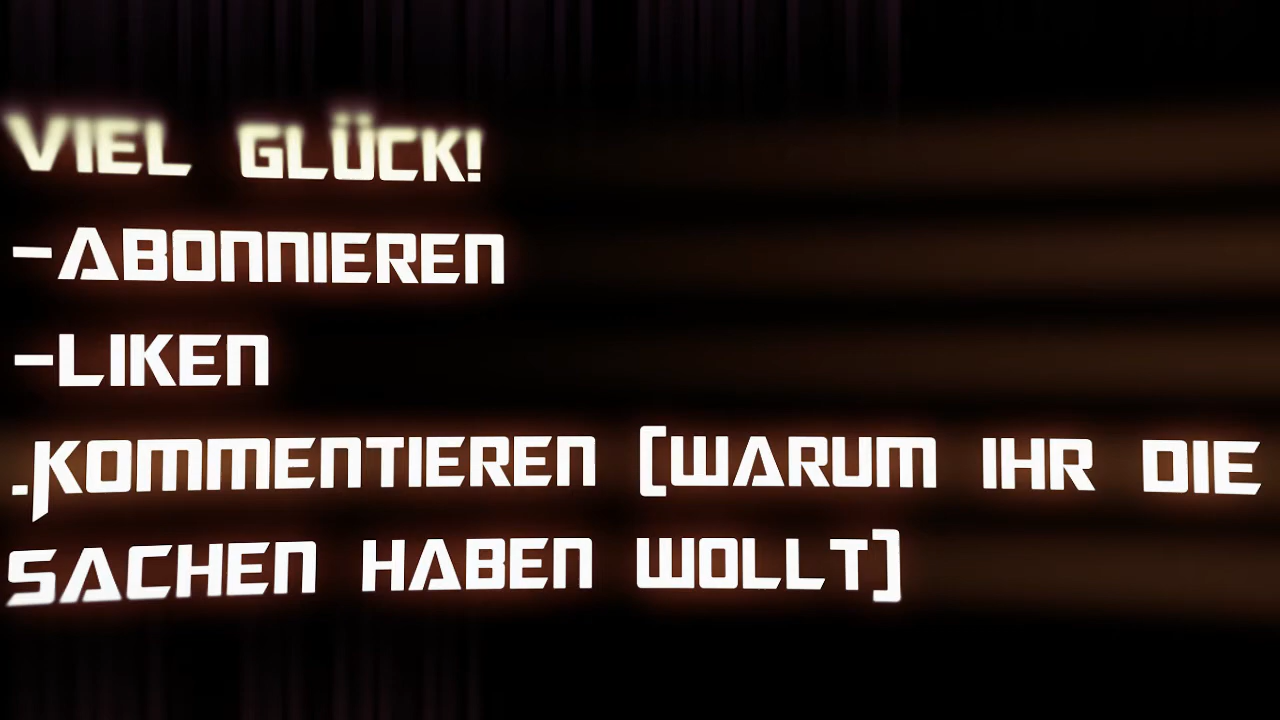 VIEL GLÜCK!
-ABONNIEREN
-LIKEN
.KOMMENTIEREN (WARUM IHR DIE
SACHEN HABEN WOLLT)